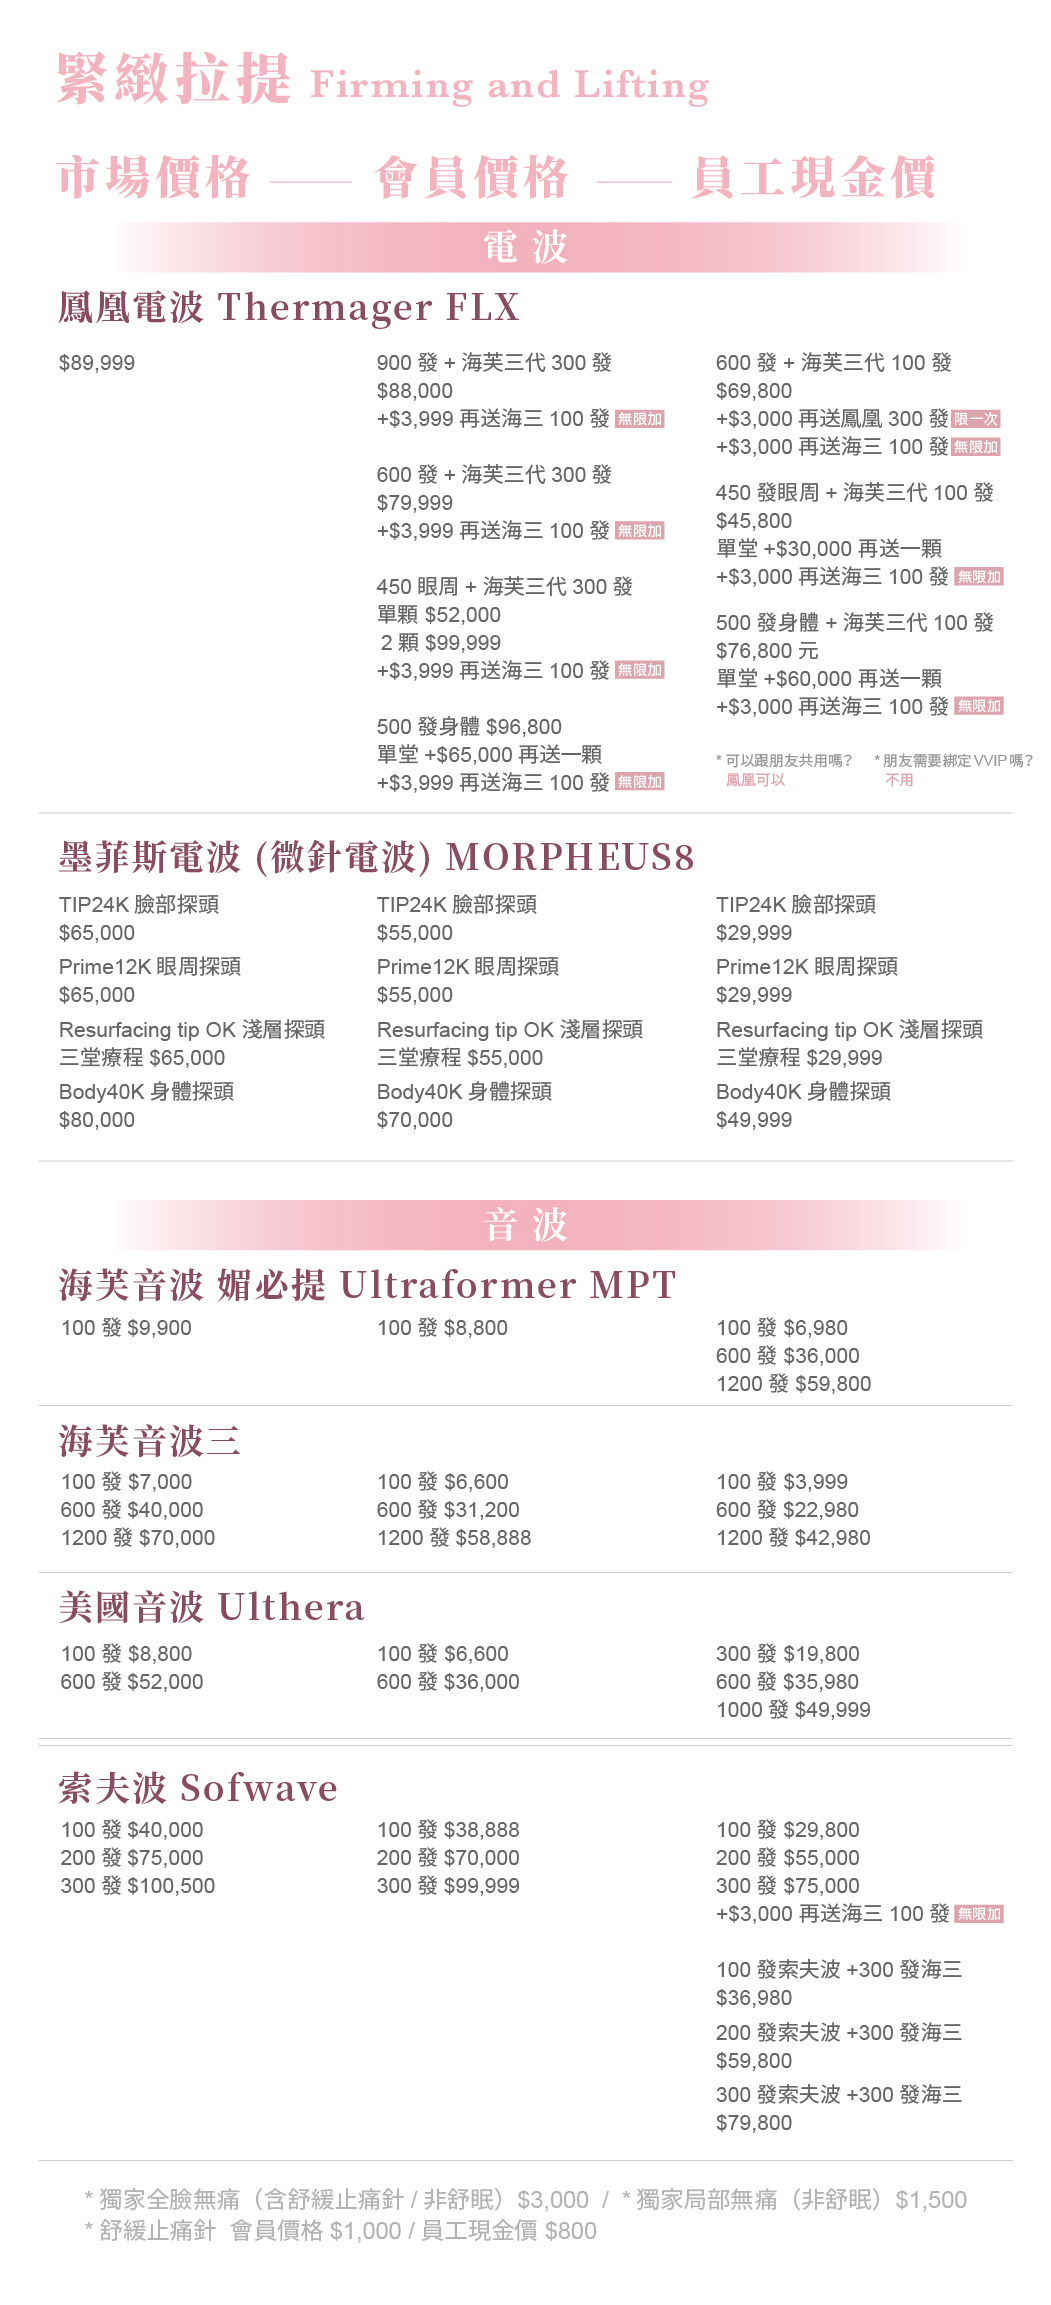 緊緻拉提 Firming and Lifting
市場價格 —— 會員價格 —— 員工現金價
電波
鳳凰電波 Thermager FLX
$89,999
900 發 + 海芙三代 300 發
$88,000
+$3,999 再送海三 100 發 無限加
600 發 + 海芙三代 300 發
$79,999
+$3,999 再送海三 100 發 無限加
450 眼周 + 海芙三代 300 發
單顆 $52,000
2 顆 $99,999
+$3,999 再送海三 100 發 無限加
500 發身體 $96,800
單堂 +$65,000 再送一顆
+$3,999 再送海三 100 發 無限加
600 發 + 海芙三代 100 發
$69,800
+$3,000 再送鳳凰 300 發 限一次
+$3,000 再送海三 100 發 無限加
450 發眼周 + 海芙三代 100 發
$45,800
單堂 +$30,000 再送一顆
+$3,000 再送海三 100 發 無限加
500 發身體 + 海芙三代 100 發
$76,800 元
單堂 +$60,000 再送一顆
+$3,000 再送海三 100 發 無限加
* 可以跟朋友共用嗎? * 朋友需要綁定 VVIP 嗎?
鳳凰可以 不用
墨菲斯電波 (微針電波) MORPHEUS8
TIP24K 臉部探頭
$65,000
Prime12K 眼周探頭
$65,000
Resurfacing tip OK 淺層探頭
三堂療程 $65,000
Body40K 身體探頭
$80,000
TIP24K 臉部探頭
$55,000
Prime12K 眼周探頭
$55,000
Resurfacing tip OK 淺層探頭
三堂療程 $55,000
Body40K 身體探頭
$70,000
TIP24K 臉部探頭
$29,999
Prime12K 眼周探頭
$29,999
Resurfacing tip OK 淺層探頭
三堂療程 $29,999
Body40K 身體探頭
$49,999
音波
海芙音波 媚必提 Ultraformer MPT
100 發 $9,900
100 發 $8,800
100 發 $6,980
600 發 $36,000
1200 發 $59,800
海芙音波三
100 發 $7,000
600 發 $40,000
1200 發 $70,000
100 發 $6,600
600 發 $31,200
1200 發 $58,888
100 發 $3,999
600 發 $22,980
1200 發 $42,980
美國音波 Ulthera
100 發 $8,800
600 發 $52,000
100 發 $6,600
600 發 $36,000
300 發 $19,800
600 發 $35,980
1000 發 $49,999
索夫波 Sofwave
100 發 $40,000
200 發 $75,000
300 發 $100,500
100 發 $38,888
200 發 $70,000
300 發 $99,999
100 發 $29,800
200 發 $55,000
300 發 $75,000
+$3,000 再送海三 100 發 無限加
100 發索夫波 +300 發海三
$36,980
200 發索夫波 +300 發海三
$59,800
300 發索夫波 +300 發海三
$79,800
* 獨家全臉無痛（含舒緩止痛針 / 非舒眠）$3,000 / * 獨家局部無痛（非舒眠）$1,500
* 舒緩止痛針 會員價格 $1,000 / 員工現金價 $800